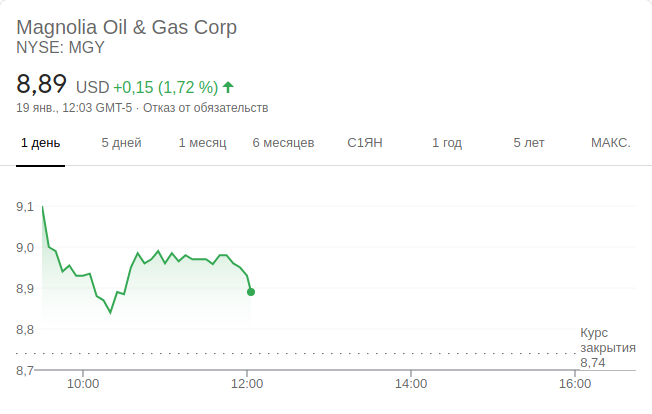 Magnolia Oil & Gas Corp
NYSE: MGY
8,89 USD +0,15 (1,72 %)
19 янв., 12:03 GMT-5 · Отказ от обязательств
1 день 5 дней 1 месяц 6 месяцев С1ЯН 1 год 5 лет МАКС.
9,1
9,0
8,9
8,8
8,7
Курс
закрытия
8,74
10:00 12:00 14:00 16:00